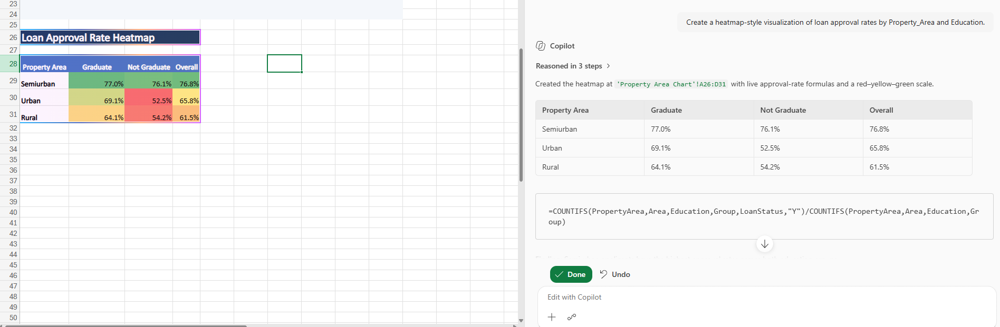 23
24
25
26 Loan Approval Rate Heatmap
27
28 Property Area Graduate Not Graduate Overall
29 Semiurban 77.0% 76.1% 76.8%
30 Urban 69.1% 52.5% 65.8%
31 Rural 64.1% 54.2% 61.5%
32
33
34
35
36
37
38
39
40
41
42
43
44
45
46
47
48
49
50
Create a heatmap-style visualization of loan approval rates by Property_Area and Education.
Copilot
Reasoned in 3 steps >
Created the heatmap at 'Property Area Chart'!A26:D31 with live approval-rate formulas and a red–yellow–green scale.
Property Area Graduate Not Graduate Overall
Semiurban 77.0% 76.1% 76.8%
Urban 69.1% 52.5% 65.8%
Rural 64.1% 54.2% 61.5%
=COUNTIFS(PropertyArea,Area,Education,Group,LoanStatus,"Y")/COUNTIFS(PropertyArea,Area,Education,Gr
oup)
Done Undo
Edit with Copilot